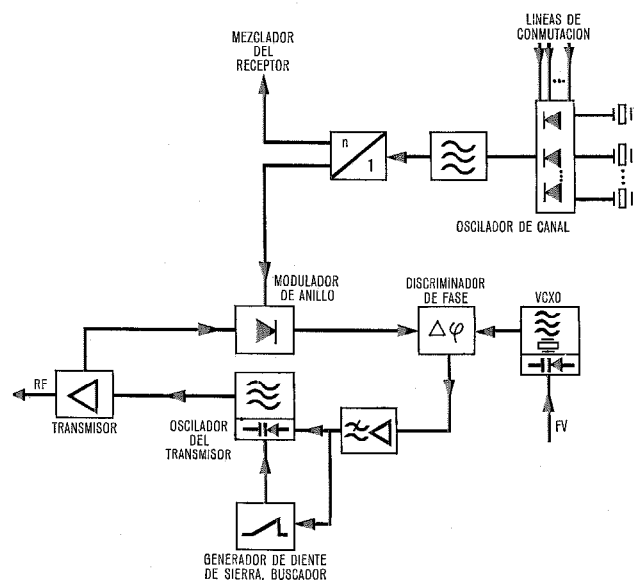 LINEAS DE
CONMUTACION
MEZCLADOR
DEL
RECEPTOR
n
1
OSCILADOR DE CANAL
MODULADOR
DE ANILLO
DISCRIMINADOR
DE FASE
VCXO
Δφ
RF
TRANSMISOR
OSCILADOR
DEL
TRANSMISOR
FV
GENERADOR DE DIENTE
DE SIERRA, BUSCADOR